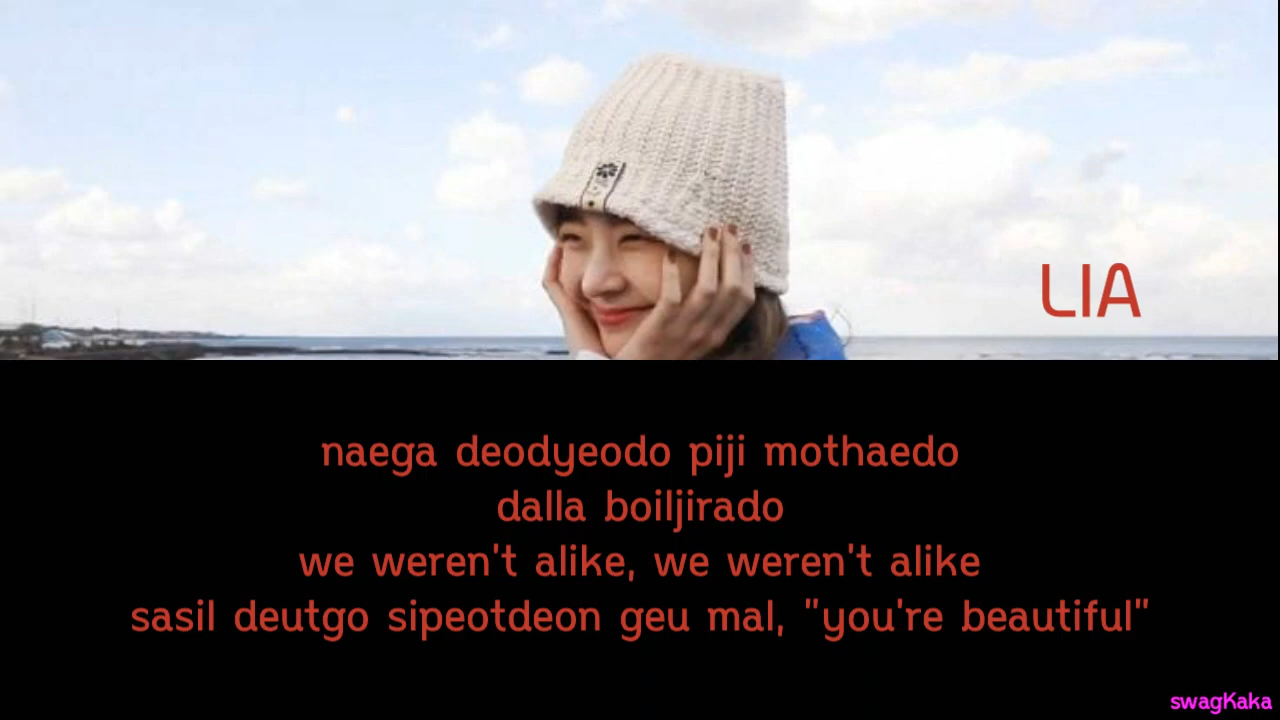 LIA
naega deodyeodo piji mothaedo
dalla boiljirado
we weren't alike, we weren't alike
sasil deutgo sipeotdeon geu mal, "you're beautiful"
swagKaka